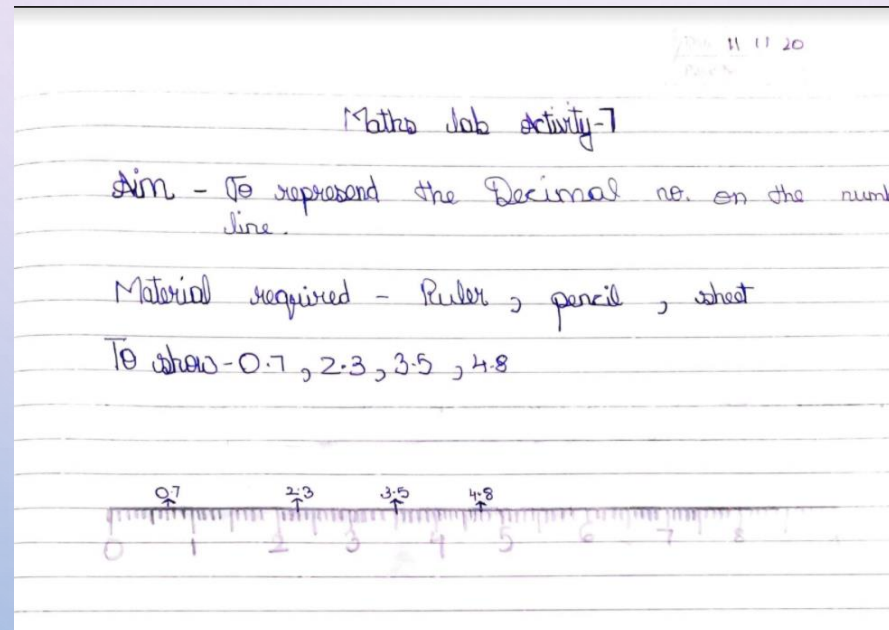 11 11 20
Maths Lab Activity-7
Aim - To represend the Decimal no. on the numb
line.
Material required - Ruler, pencil, sheet
To show - 0.7, 2.3, 3.5, 4.8
0.7 2.3 3.5 4.8
0 1 2 3 4 5 6 7 8